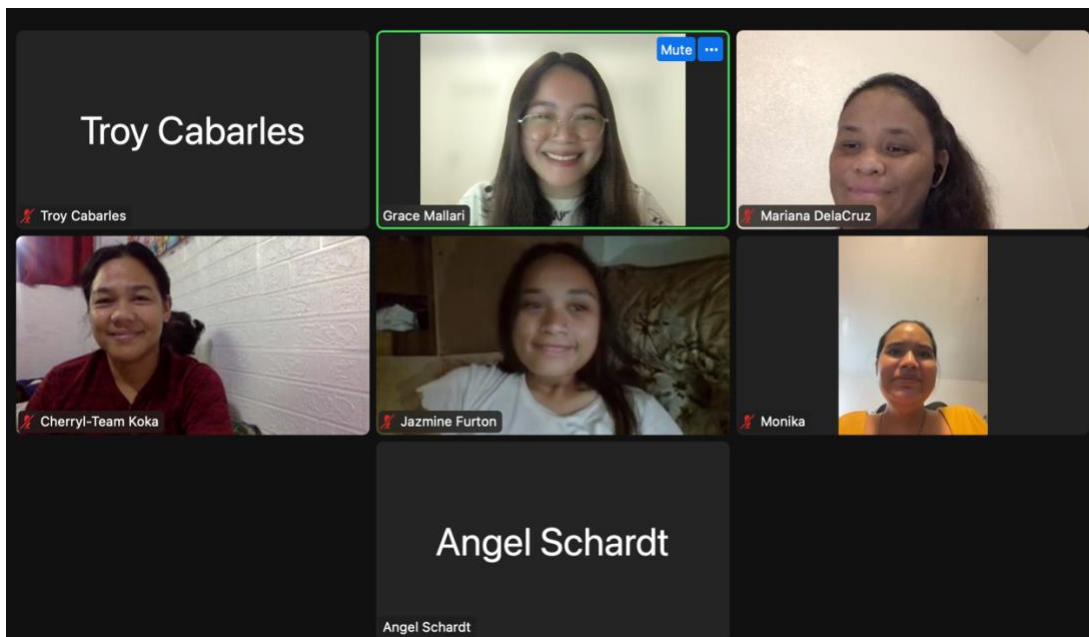 Troy Cabarles
Troy Cabarles
Mute
Grace Mallari
Mariana DelaCruz
Cherryl-Team Koka
Jazmine Furton
Monika
Angel Schardt
Angel Schardt